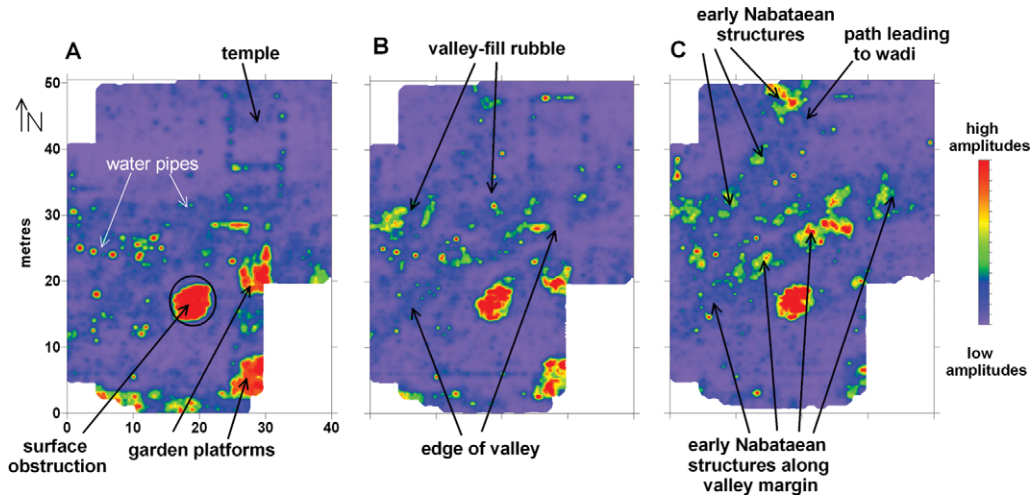 A
temple
50
40
30
20
10
0
N
metres
water pipes
0
10
20
30
40
surface
obstruction
garden platforms
B
valley-fill rubble
edge of valley
C
early Nabataean
structures
path leading
to wadi
early Nabataean
structures along
valley margin
high
amplitudes
low
amplitudes